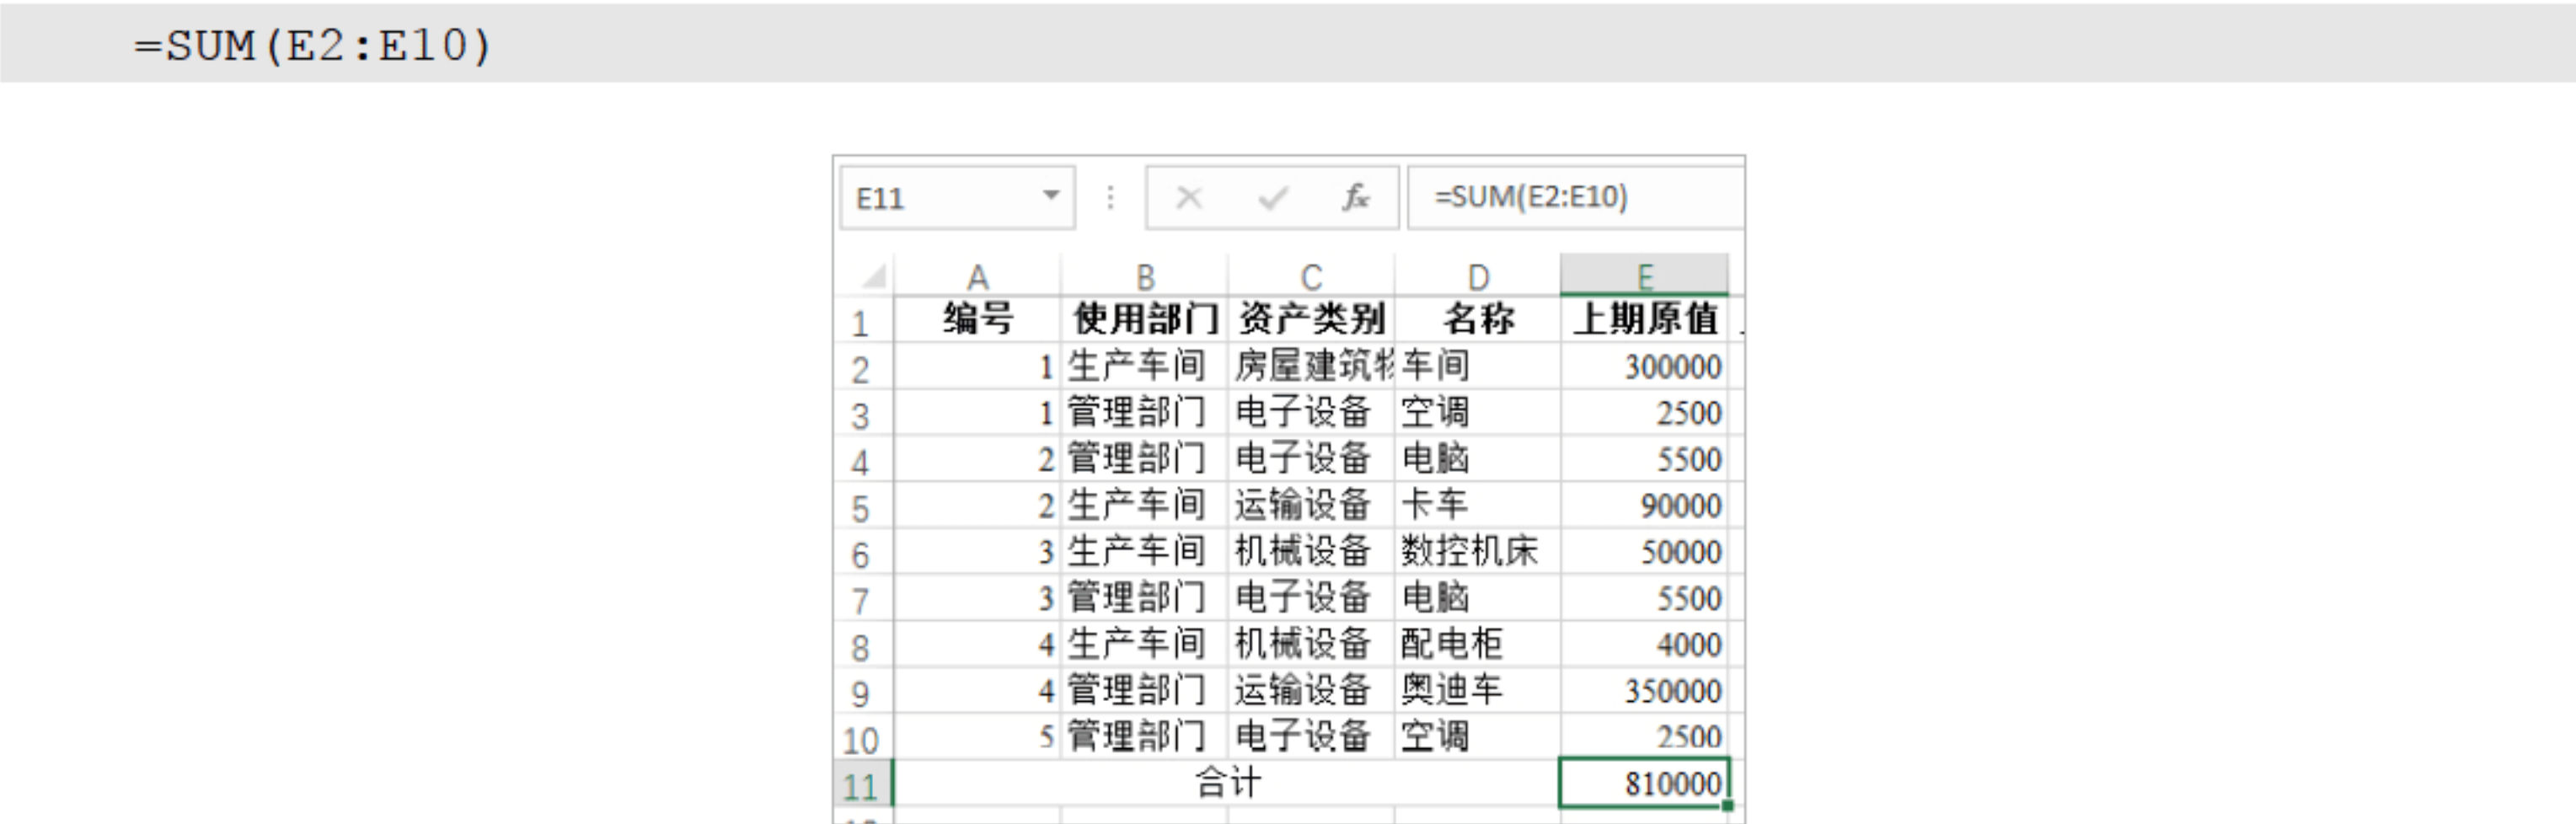 =SUM(E2:E10)
E11 fx =SUM(E2:E10)
A B C D E
1 编号 使用部门 资产类别 名称 上期原值
2 1 生产车间 房屋建筑物 车间 300000
3 1 管理部门 电子设备 空调 2500
4 2 管理部门 电子设备 电脑 5500
5 2 生产车间 运输设备 卡车 90000
6 3 生产车间 机械设备 数控机床 50000
7 3 管理部门 电子设备 电脑 5500
8 4 生产车间 机械设备 配电柜 4000
9 4 管理部门 运输设备 奥迪车 350000
10 5 管理部门 电子设备 空调 2500
11 合计 810000